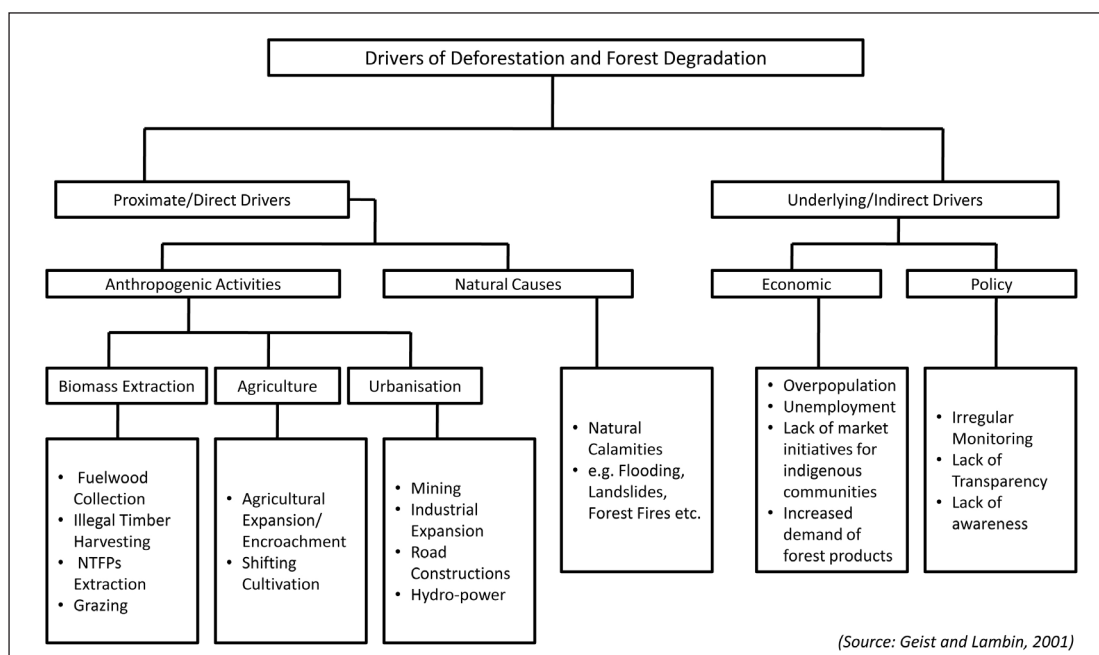 Drivers of Deforestation and Forest Degradation
Proximate/Direct Drivers
Underlying/Indirect Drivers
Anthropogenic Activities
Natural Causes
Economic
Policy
Biomass Extraction
Agriculture
Urbanisation
• Fuelwood
Collection
• Illegal Timber
Harvesting
• NTFPs
Extraction
• Grazing
• Agricultural
Expansion/
Encroachment
• Shifting
Cultivation
• Mining
• Industrial
Expansion
• Road
Constructions
• Hydro-power
• Natural
Calamities
• e.g. Flooding,
Landslides,
Forest Fires etc.
• Overpopulation
• Unemployment
• Lack of market
initiatives for
indigenous
communities
• Increased
demand of
forest products
• Irregular
Monitoring
• Lack of
Transparency
• Lack of
awareness
(Source: Geist and Lambin, 2001)